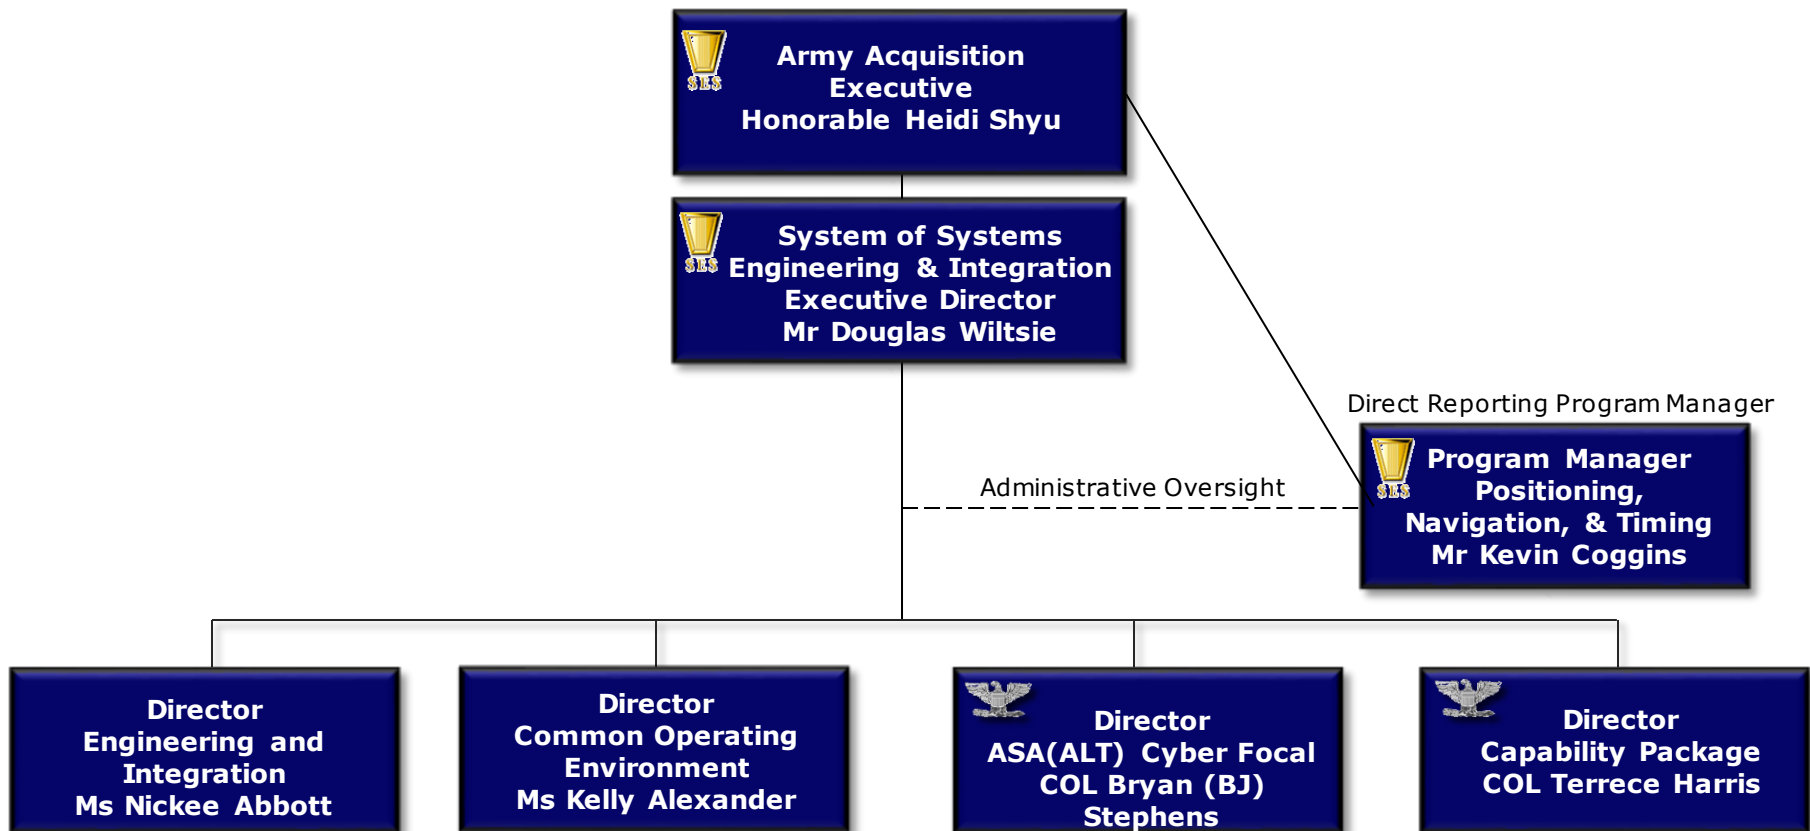 SES
Army Acquisition
Executive
Honorable Heidi Shyu
SES
System of Systems
Engineering & Integration
Executive Director
Mr Douglas Wiltsie
Direct Reporting Program Manager
SES
Program Manager
Positioning,
Navigation, & Timing
Mr Kevin Coggins
Administrative Oversight
Director
Engineering and
Integration
Ms Nickee Abbott
Director
Common Operating
Environment
Ms Kelly Alexander
Director
ASA(ALT) Cyber Focal
COL Bryan (BJ)
Stephens
Director
Capability Package
COL Terrece Harris